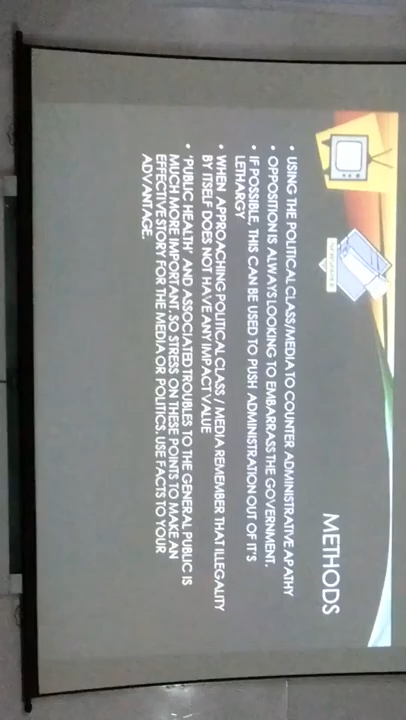 METHODS
• USING THE POLITICAL CLASS/MEDIA TO COUNTER ADMINISTRATIVE APATHY
• OPPOSITION IS ALWAYS LOOKING TO EMBARRASS THE GOVERNMENT.
• IF POSSIBLE, THIS CAN BE USED TO PUSH ADMINISTRATION OUT OF IT'S
LETHARGY
• WHEN APPROACHING POLITICAL CLASS / MEDIA REMEMBER THAT ILLEGALITY
BY ITSELF DOES NOT HAVE ANY IMPACT VALUE
• 'PUBLIC HEALTH' AND ASSOCIATED TROUBLES TO THE GENERAL PUBLIC IS
MUCH MORE IMPORTANT. SO STRESS ON THESE POINTS TO MAKE AN
EFFECTIVE STORY FOR THE MEDIA OR POLITICS. USE FACTS TO YOUR
ADVANTAGE.